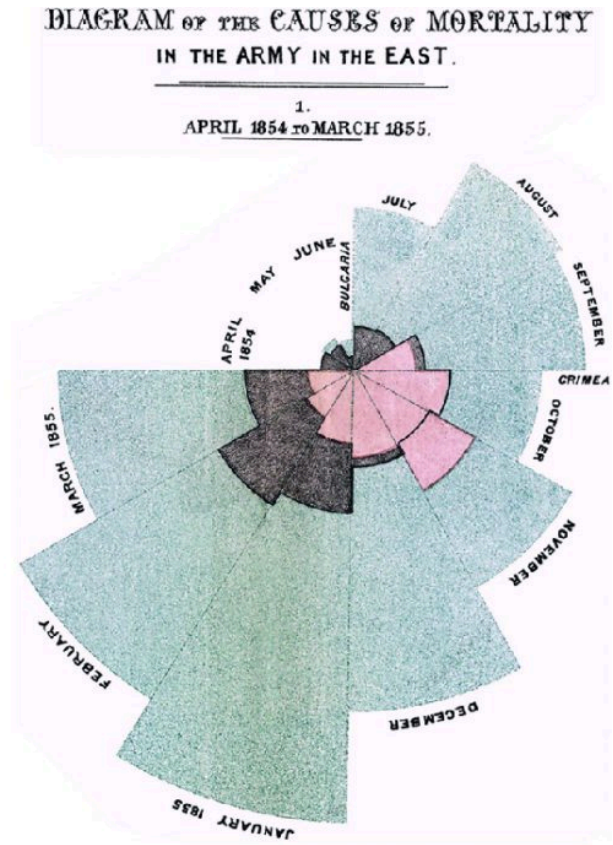 DIAGRAM OF THE CAUSES OF MORTALITY
IN THE ARMY IN THE EAST.
1.
APRIL 1854 TO MARCH 1855.
APRIL
1854
MAY
JUNE
BULGARIA
JULY
AUGUST
SEPTEMBER
CRIMEA
OCTOBER
NOVEMBER
DECEMBER
JANUARY 1855
FEBRUARY
MARCH 1855.